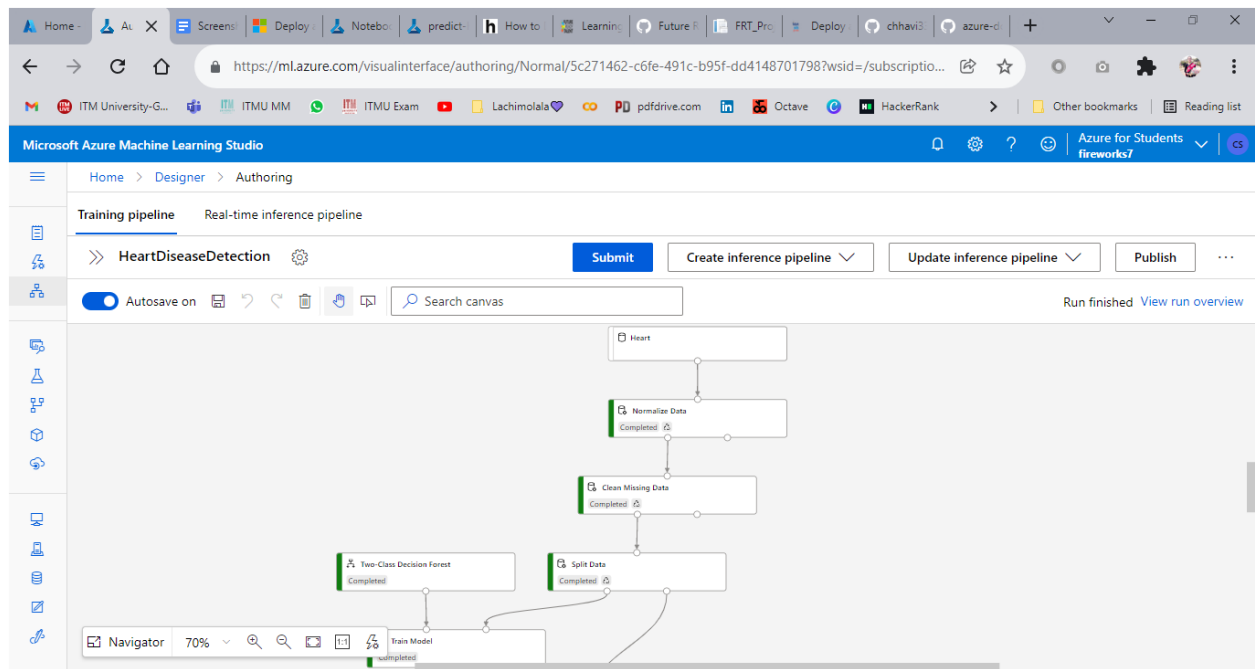 Home -
Au
Screens
Deploy a
Notebo
predict-
How to
Learning
Future R
FRT_Pro
Deploy
chhavi3
azure-d
https://ml.azure.com/visualinterface/authoring/Normal/5c271462-c6fe-491c-b95f-dd4148701798?wsid=/subscriptio...
ITM University-G...
ITMU MM
ITMU Exam
Lachimolala
PD pdfdrive.com
in
Octave
HackerRank
Other bookmarks
Reading list
Microsoft Azure Machine Learning Studio
Azure for Students
fireworks7
CS
Home > Designer > Authoring
Training pipeline
Real-time inference pipeline
HeartDiseaseDetection
Submit
Create inference pipeline
Update inference pipeline
Publish
...
Autosave on
Search canvas
Run finished View run overview
Heart
Normalize Data
Completed
Clean Missing Data
Completed
Two-Class Decision Forest
Completed
Split Data
Completed
Train Model
Completed
Navigator
70%
1:1